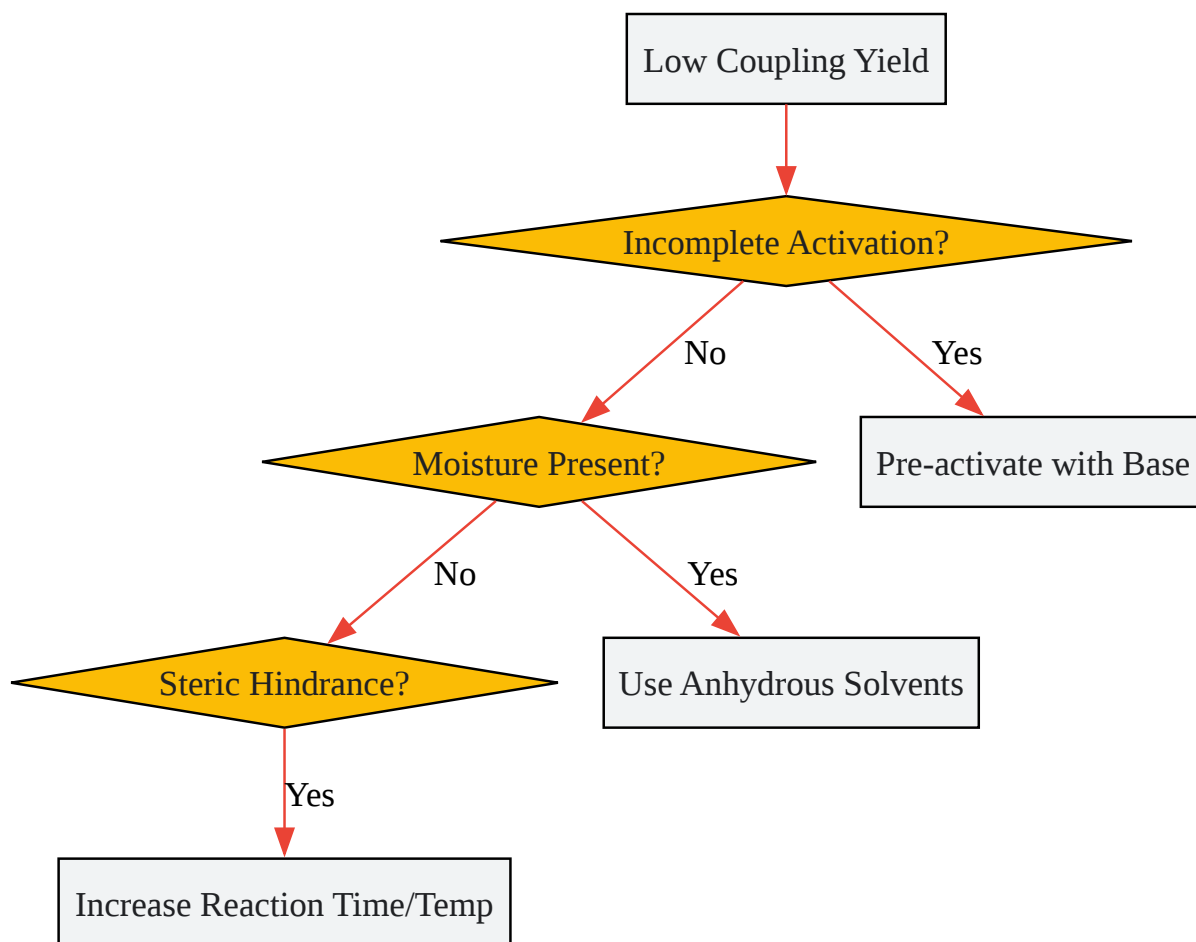 Low Coupling Yield
Incomplete Activation?
No
Yes
Moisture Present?
Pre-activate with Base
No
Yes
Steric Hindrance?
Use Anhydrous Solvents
Yes
Increase Reaction Time/Temp